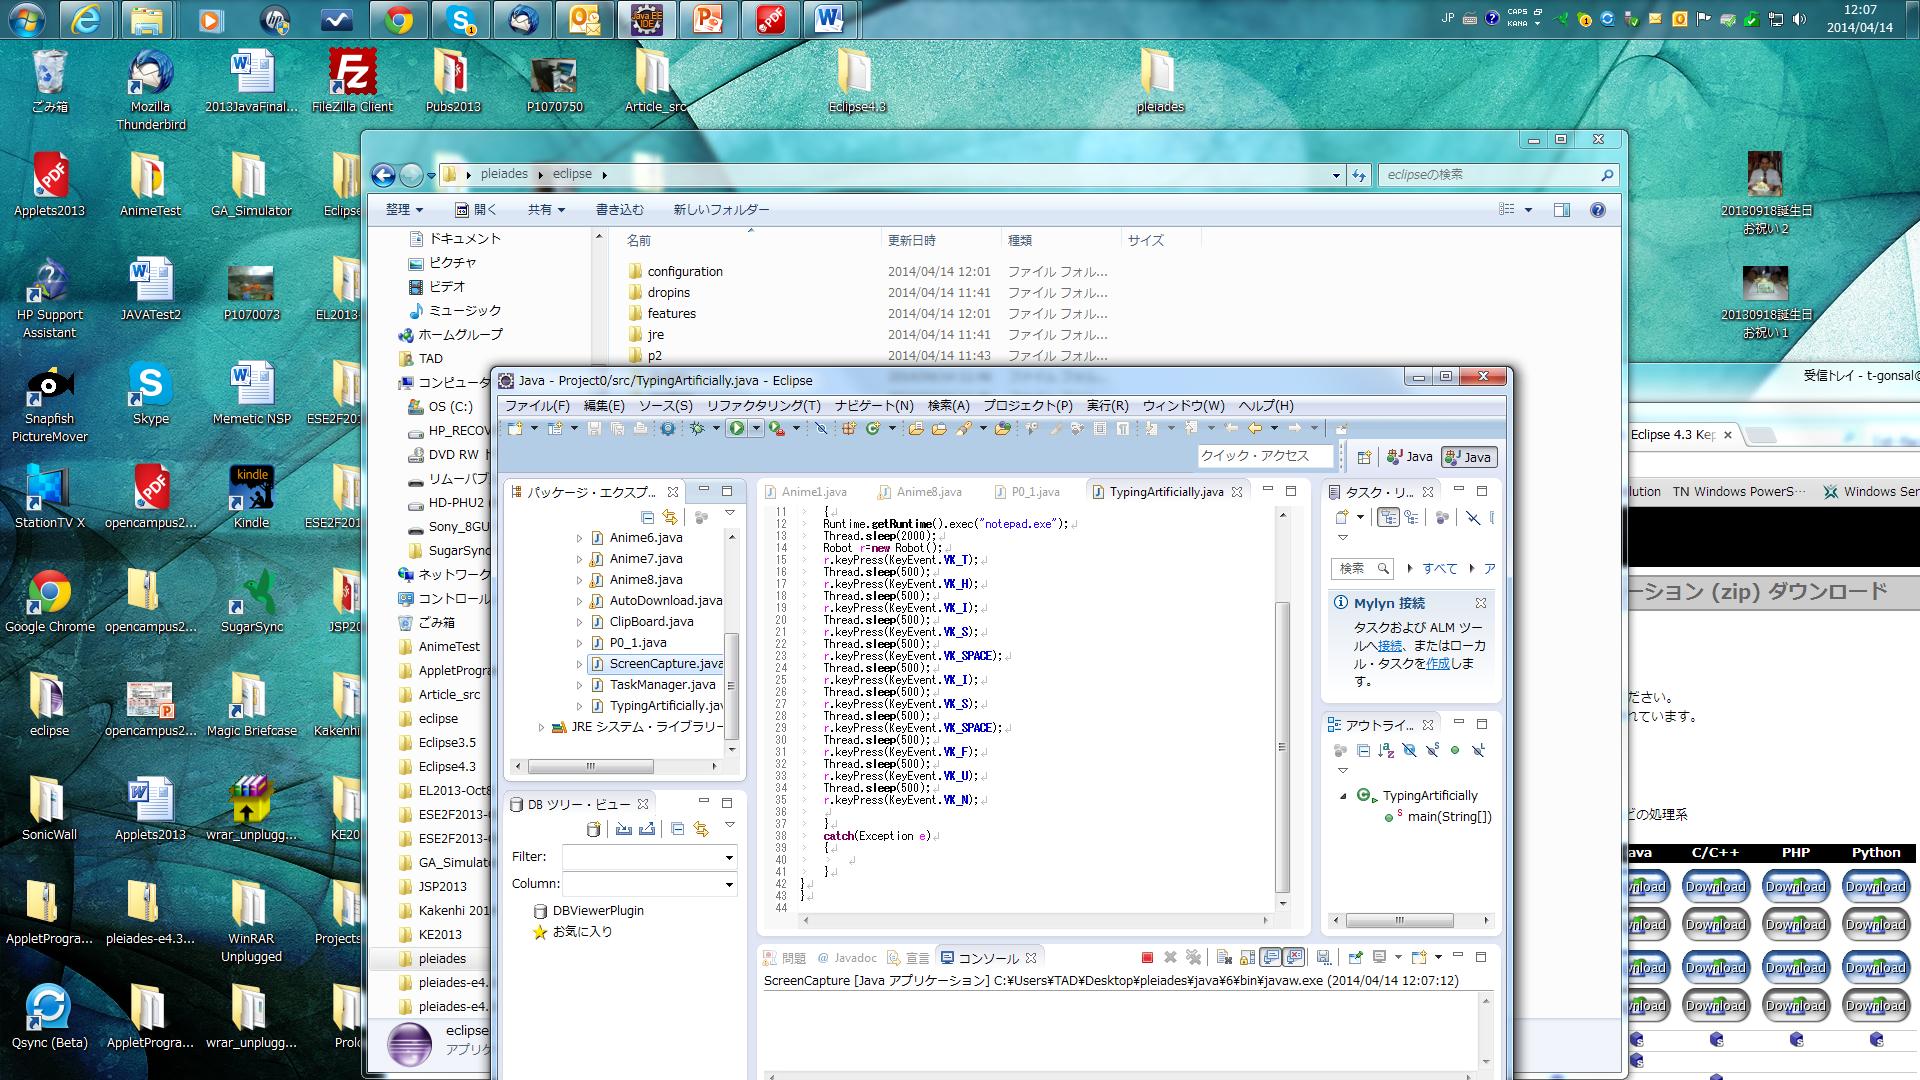 JP
CAPS
KANA
12:07
2014/04/14
ごみ箱
Mozilla Thunderbird
2013JavaFinal...
FileZilla Client
Pubs2013
P1070750
Article_src
Eclipse4.3
pleiades
Applets2013
AnimeTest
GA_Simulator
Eclipse
20130918誕生日お祝い2
HP Support Assistant
JAVATest2
P1070073
EL2013-
20130918誕生日お祝い1
Snapfish PictureMover
Skype
Memetic NSP
ESE2F201
StationTV X
opencampus2...
Kindle
ESE2F201
Google Chrome
opencampus2...
SugarSync
JSP201
eclipse
opencampus2...
Magic Briefcase
Kakenhi
SonicWall
Applets2013
wrar_unplugg...
KE20
AppletProgra...
pleiades-e4.3...
WinRAR Unplugged
Projects
Qsync (Beta)
AppletProgra...
wrar_unplugg...
Prolo
pleiades
eclipse
eclipseの検索
整理
開く
共有
書き込む
新しいフォルダー
名前
更新日時
種類
サイズ
configuration 2014/04/14 12:01 ファイル フォル...
dropins 2014/04/14 11:41 ファイル フォル...
features 2014/04/14 12:01 ファイル フォル...
jre 2014/04/14 11:41 ファイル フォル...
p2 2014/04/14 11:43 ファイル フォル...
ドキュメント
ピクチャ
ビデオ
ミュージック
ホームグループ
TAD
コンピュータ
OS (C:)
HP_RECOV
DVD RW ド
リムーバブ
HD-PHU2 (
Sony_8GU
SugarSync
ネットワーク
コントロール
ごみ箱
AnimeTest
AppletProgra
Article_src
eclipse
Eclipse3.5
Eclipse4.3
EL2013-Oct8
ESE2F2013-
ESE2F2013-
GA_Simulato
JSP2013
Kakenhi 201
KE2013
pleiades
pleiades-e4.
pleiades-e4.
eclipse
アプリケ
Java - Project0/src/TypingArtificially.java - Eclipse
ファイル(F) 編集(E) ソース(S) リファクタリング(T) ナビゲート(N) 検索(A) プロジェクト(P) 実行(R) ウィンドウ(W) ヘルプ(H)
クイック・アクセス
Java
Java
パッケージ・エクスプ...
Anime6.java
Anime7.java
Anime8.java
AutoDownload.java
ClipBoard.java
P0_1.java
ScreenCapture.java
TaskManager.java
TypingArtificially.jav
JRE システム・ライブラリー
DB ツリー・ビュー
Filter:
Column:
DBViewerPlugin
お気に入り
Anime1.java
Anime8.java
P0_1.java
TypingArtificially.java
11 {
12 Runtime.getRuntime().exec("notepad.exe");
13 Thread.sleep(2000);
14 Robot r=new Robot();
15 r.keyPress(KeyEvent.VK_T);
16 Thread.sleep(500);
17 r.keyPress(KeyEvent.VK_H);
18 Thread.sleep(500);
19 r.keyPress(KeyEvent.VK_I);
20 Thread.sleep(500);
21 r.keyPress(KeyEvent.VK_S);
22 Thread.sleep(500);
23 r.keyPress(KeyEvent.VK_SPACE);
24 Thread.sleep(500);
25 r.keyPress(KeyEvent.VK_I);
26 Thread.sleep(500);
27 r.keyPress(KeyEvent.VK_S);
28 Thread.sleep(500);
29 r.keyPress(KeyEvent.VK_SPACE);
30 Thread.sleep(500);
31 r.keyPress(KeyEvent.VK_F);
32 Thread.sleep(500);
33 r.keyPress(KeyEvent.VK_U);
34 Thread.sleep(500);
35 r.keyPress(KeyEvent.VK_N);
36
37 }
38 catch(Exception e)
39 {
40
41 }
42 }
43 }
44
タスク・リ...
検索
すべて
ア
Mylyn 接続
タスクおよび ALM ツールへ接続、またはローカル・タスクを作成します。
アウトライ...
TypingArtificially
main(String[])
問題
Javadoc
宣言
コンソール
ScreenCapture [Java アプリケーション] C:¥Users¥TAD¥Desktop¥pleiades¥java¥6¥bin¥javaw.exe (2014/04/14 12:07:12)
受信トレイ - t-gonsal@
Eclipse 4.3 Kep
lution
TN Windows PowerS...
Windows Ser
ーション (zip) ダウンロード
ださい。
れています。
どの処理系
ava C/C++ PHP Python
Download Download Download
Download Download Download
Download Download Download
Download Download Download